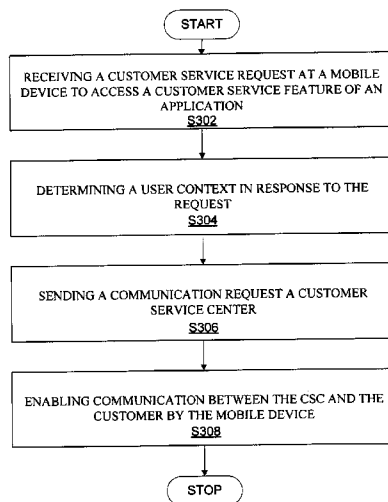 START
RECEIVING A CUSTOMER SERVICE REQUEST AT A MOBILE
DEVICE TO ACCESS A CUSTOMER SERVICE FEATURE OF AN
APPLICATION
S302
DETERMINING A USER CONTEXT IN RESPONSE TO THE
REQUEST
S304
SENDING A COMMUNICATION REQUEST A CUSTOMER
SERVICE CENTER
S306
ENABLING COMMUNICATION BETWEEN THE CSC AND THE
CUSTOMER BY THE MOBILE DEVICE
S308
STOP